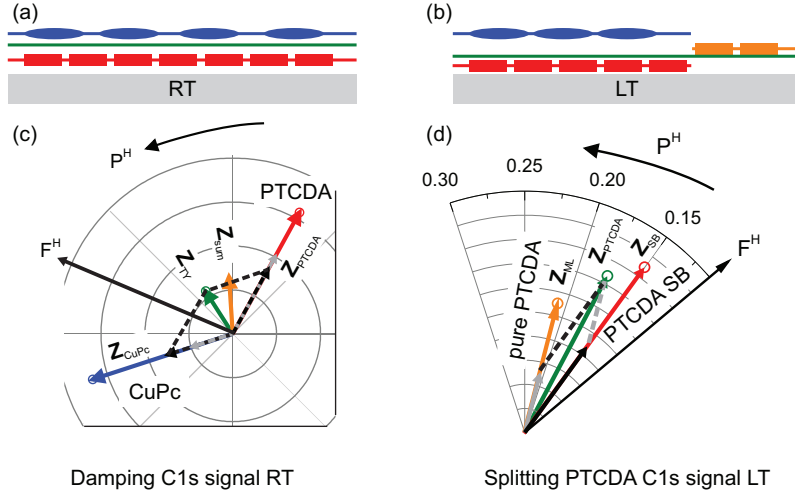 (a)
(b)
RT
LT
(c)
(d)
P^H
F^H
PTCDA
Z_TY
Z_sum
Z_PTCDA
Z_CuPc
CuPc
0.30
0.25
0.20
0.15
P^H
F^H
pure PTCDA
Z_ML
Z_PTCDA
Z_SB
PTCDA SB
Damping C1s signal RT
Splitting PTCDA C1s signal LT